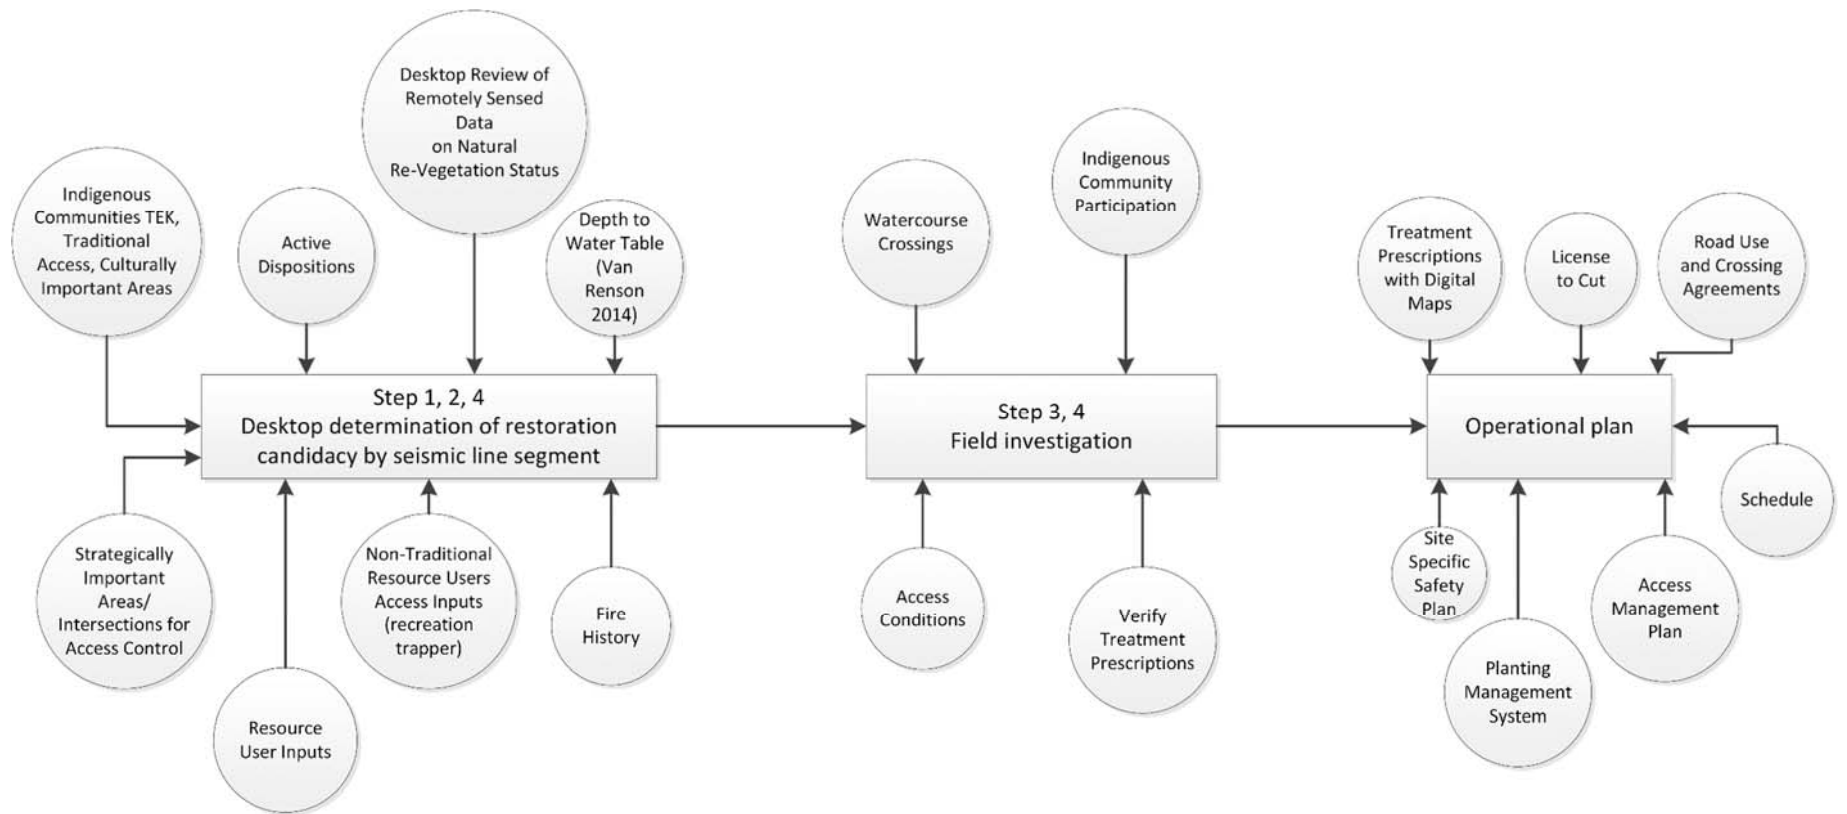 Desktop Review of
Remotely Sensed
Data
on Natural
Re-Vegetation Status
Indigenous
Communities TEK,
Traditional
Access, Culturally
Important Areas
Active
Dispositions
Depth to
Water Table
(Van
Renson
2014)
Watercourse
Crossings
Indigenous
Community
Participation
Treatment
Prescriptions
with Digital
Maps
License
to Cut
Road Use
and Crossing
Agreements
Step 1, 2, 4
Desktop determination of restoration
candidacy by seismic line segment
Step 3, 4
Field investigation
Operational plan
Strategically
Important
Areas/
Intersections for
Access Control
Resource
User Inputs
Non-Traditional
Resource Users
Access Inputs
(recreation
trapper)
Fire
History
Access
Conditions
Verify
Treatment
Prescriptions
Site
Specific
Safety
Plan
Planting
Management
System
Access
Management
Plan
Schedule